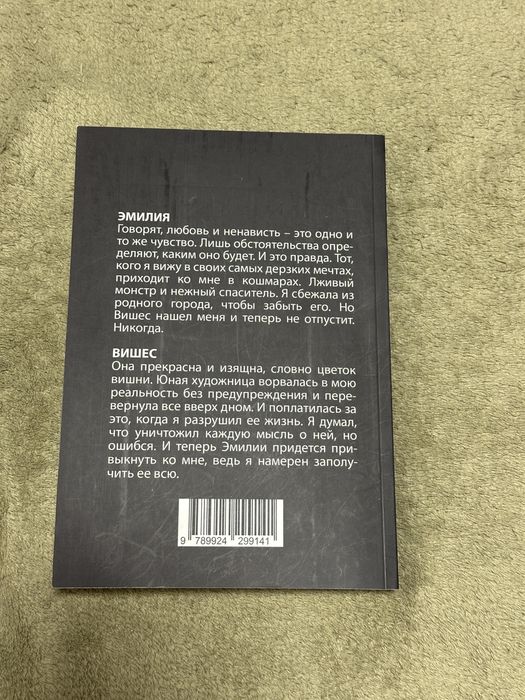 ЭМИЛИЯ
Говорят, любовь и ненависть – это одно и
то же чувство. Лишь обстоятельства опре-
деляют, каким оно будет. И это правда. Тот,
кого я вижу в своих самых дерзких мечтах,
приходит ко мне в кошмарах. Лживый
монстр и нежный спаситель. Я сбежала из
родного города, чтобы забыть его. Но
Вишес нашел меня и теперь не отпустит.
Никогда.
ВИШЕС
Она прекрасна и изящна, словно цветок
вишни. Юная художница ворвалась в мою
реальность без предупреждения и пере-
вернула все вверх дном. И поплатилась за
это, когда я разрушил ее жизнь. Я думал,
что уничтожил каждую мысль о ней, но
ошибся. И теперь Эмилии придется при-
выкнуть ко мне, ведь я намерен заполу-
чить ее всю.
9 789924 299141